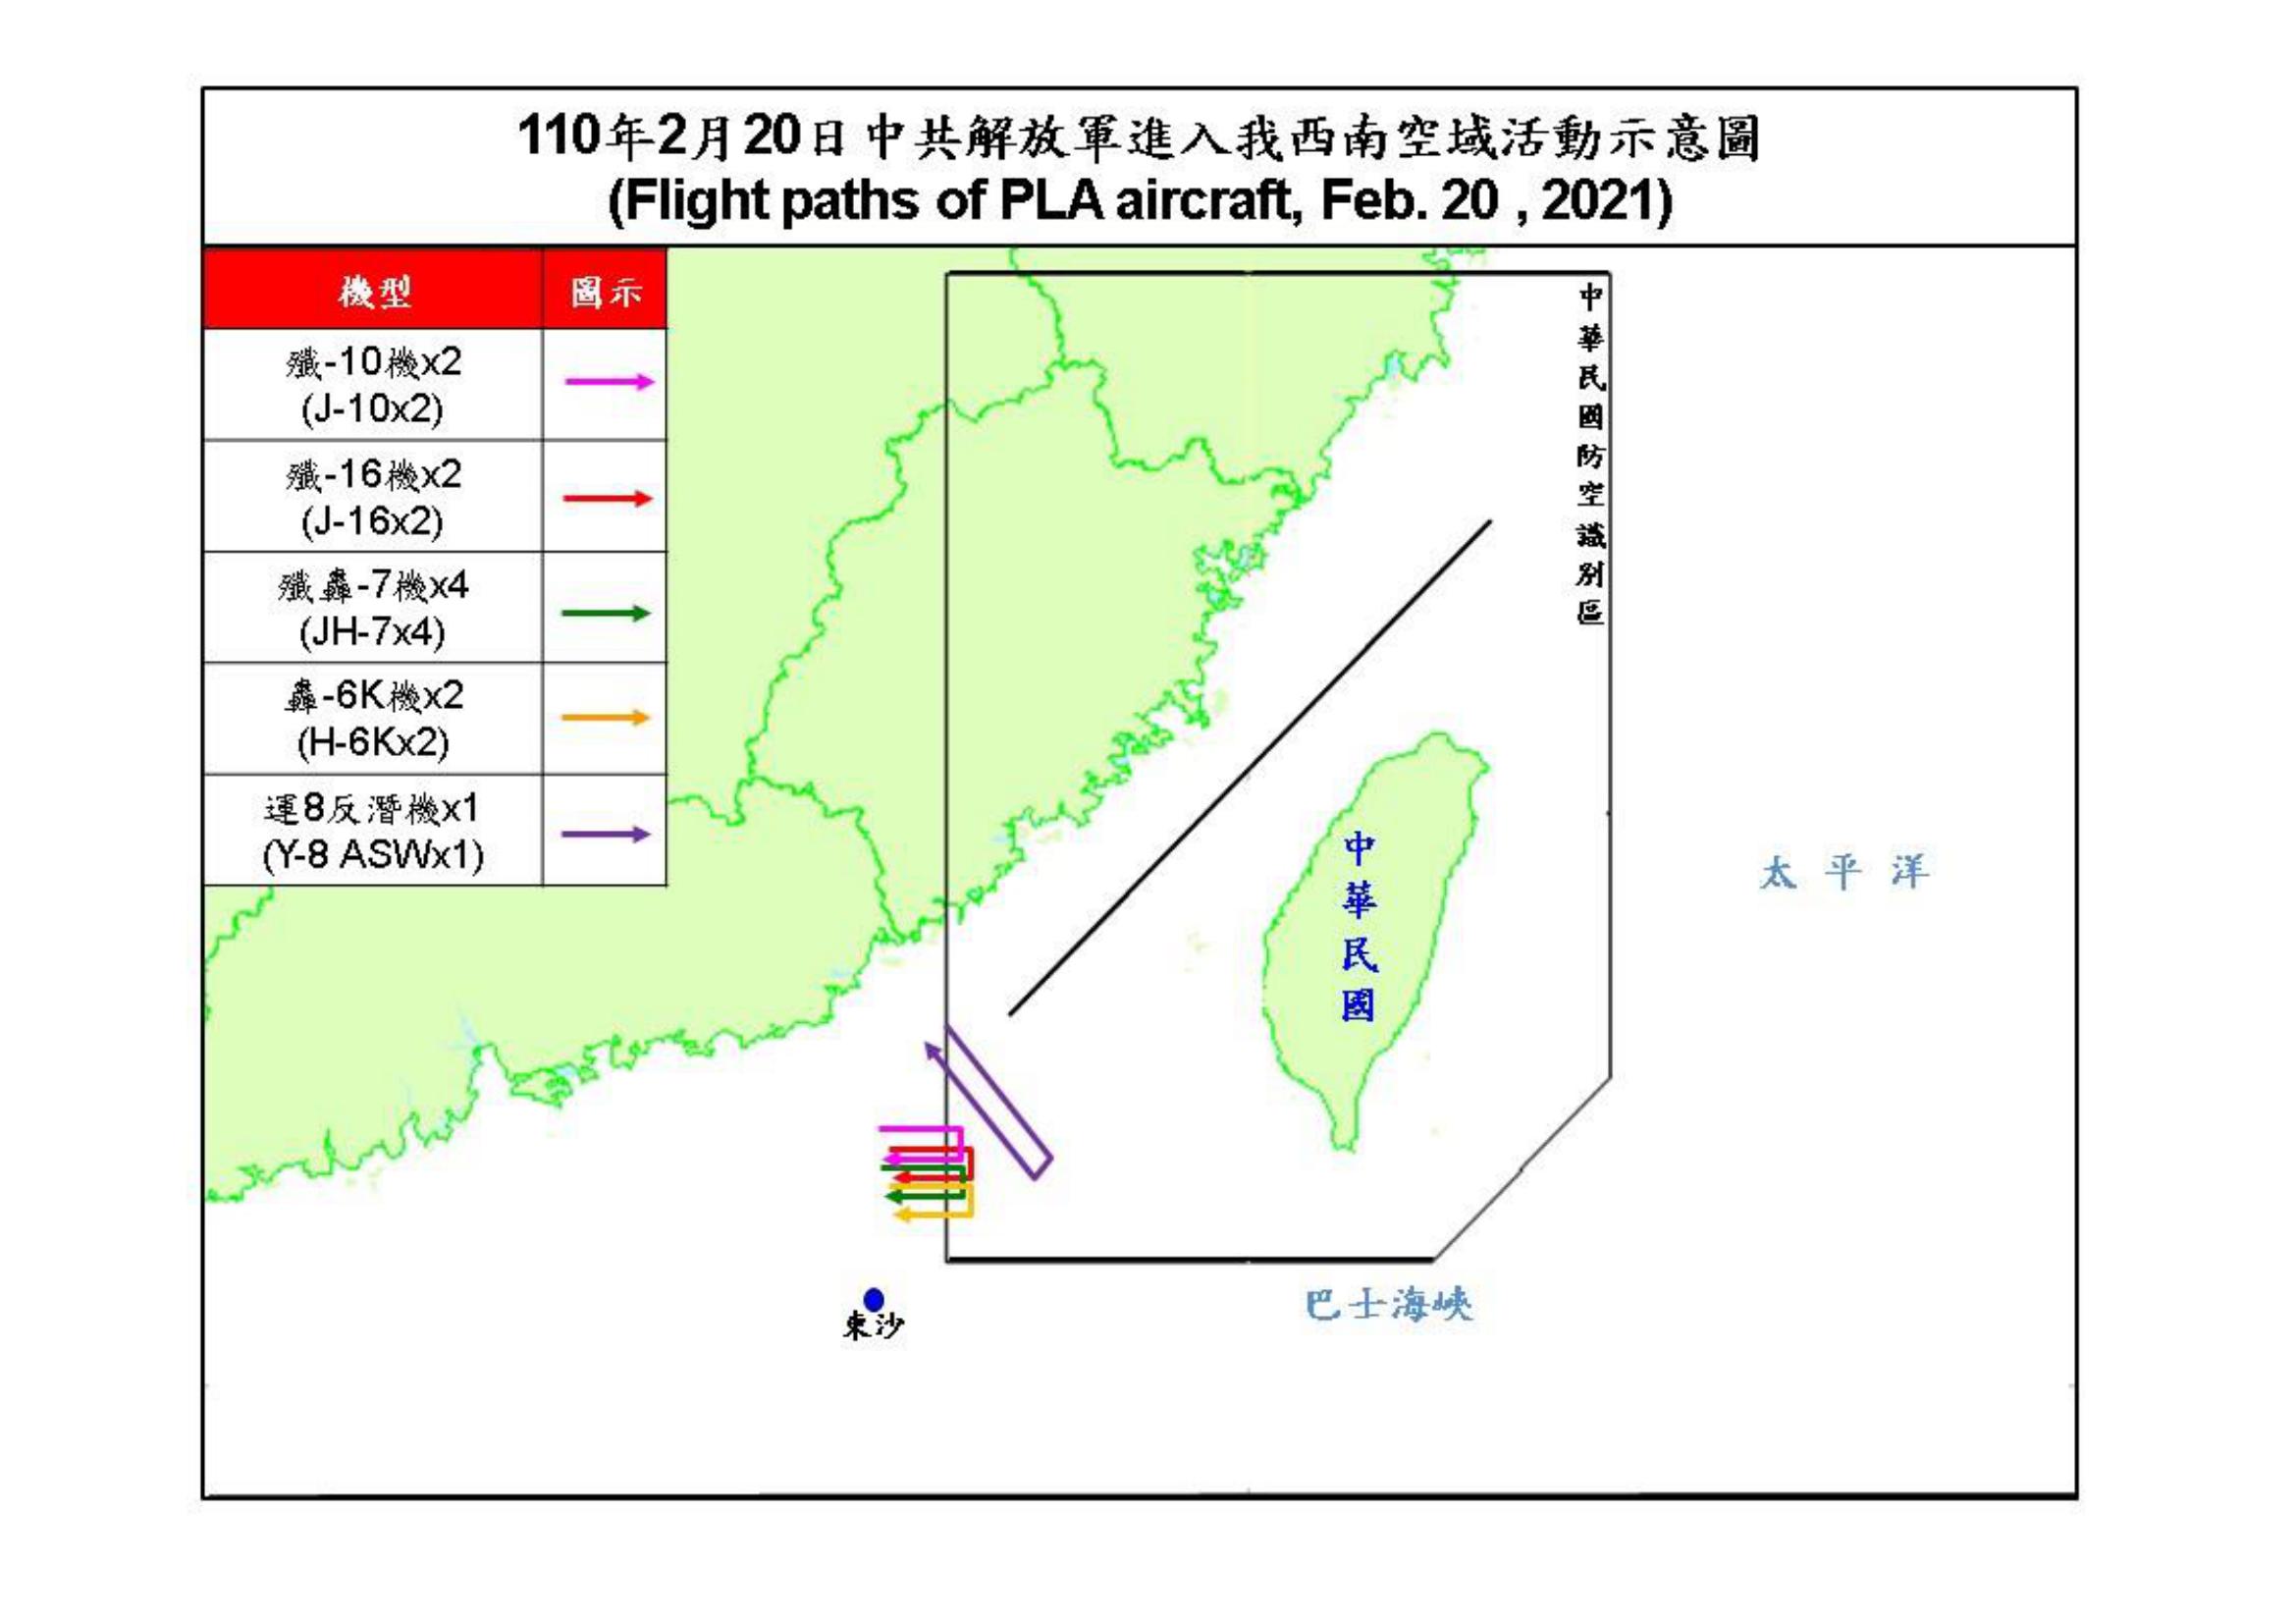 110年2月20日中共解放軍進入我西南空域活動示意圖
(Flight paths of PLA aircraft, Feb. 20 , 2021)
機型
圖示
殲-10機x2
(J-10x2)
殲-16機x2
(J-16x2)
殲轟-7機x4
(JH-7x4)
轟-6K機x2
(H-6Kx2)
運8反潛機x1
(Y-8 ASWx1)
中華民國防空識別區
中華民國
太平洋
巴士海峽
東沙